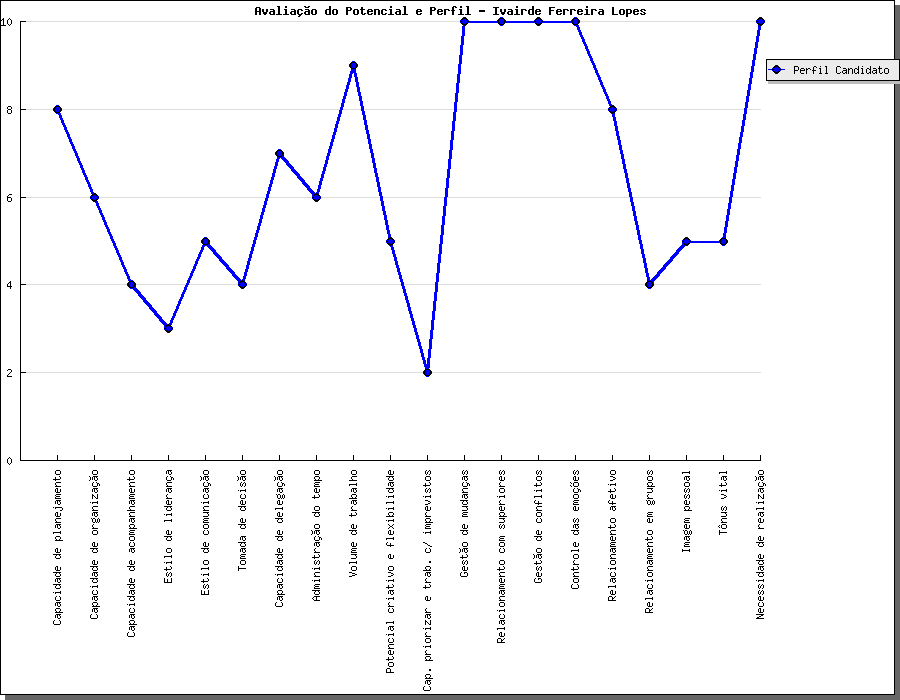 Avaliação do Potencial e Perfil - Ivairde Ferreira Lopes
10
8
6
4
2
0
Perfil Candidato
Capacidade de planejamento
Capacidade de organização
Capacidade de acompanhamento
Estilo de liderança
Estilo de comunicação
Tomada de decisão
Capacidade de delegação
Administração do tempo
Volume de trabalho
Potencial criativo e flexibilidade
Cap. priorizar e trab. c/ imprevistos
Gestão de mudanças
Relacionamento com superiores
Gestão de conflitos
Controle das emoções
Relacionamento afetivo
Relacionamento em grupos
Imagem pessoal
Tônus vital
Necessidade de realização